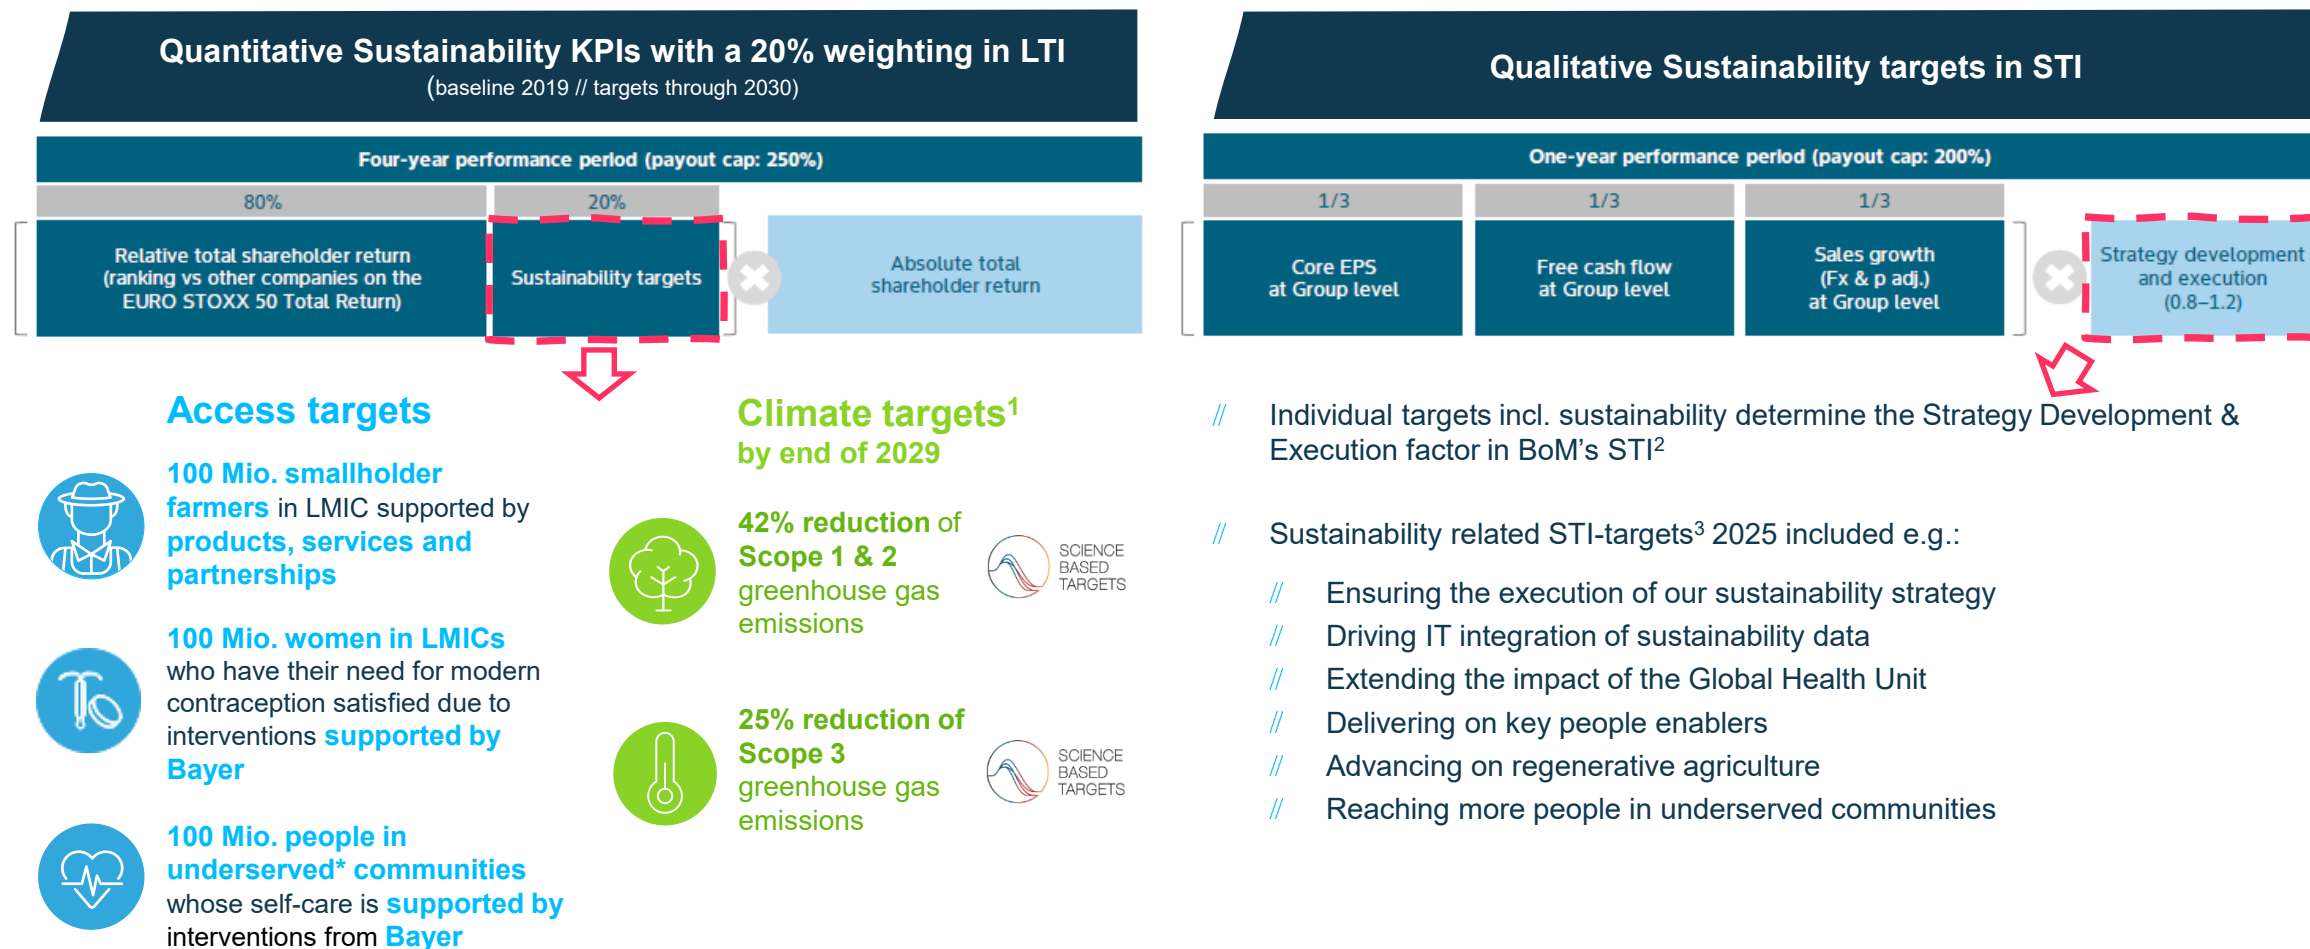 Quantitative Sustainability KPIs with a 20% weighting in LTI
(baseline 2019 // targets through 2030)
Four-year performance period (payout cap: 250%)
80%
20%
Relative total shareholder return
(ranking vs other companies on the
EURO STOXX 50 Total Return)
Sustainability targets
Absolute total
shareholder return
Access targets
100 Mio. smallholder
farmers in LMIC supported by
products, services and
partnerships
100 Mio. women in LMICs
who have their need for modern
contraception satisfied due to
interventions supported by
Bayer
100 Mio. people in
underserved* communities
whose self-care is supported by
interventions from Bayer
Climate targets¹
by end of 2029
42% reduction of
Scope 1 & 2
greenhouse gas
emissions
SCIENCE
BASED
TARGETS
25% reduction of
Scope 3
greenhouse gas
emissions
SCIENCE
BASED
TARGETS
Qualitative Sustainability targets in STI
One-year performance period (payout cap: 200%)
1/3
1/3
1/3
Core EPS
at Group level
Free cash flow
at Group level
Sales growth
(Fx & p adj.)
at Group level
Strategy development
and execution
(0.8–1.2)
// Individual targets incl. sustainability determine the Strategy Development &
Execution factor in BoM’s STI²
// Sustainability related STI-targets³ 2025 included e.g.:
// Ensuring the execution of our sustainability strategy
// Driving IT integration of sustainability data
// Extending the impact of the Global Health Unit
// Delivering on key people enablers
// Advancing on regenerative agriculture
// Reaching more people in underserved communities